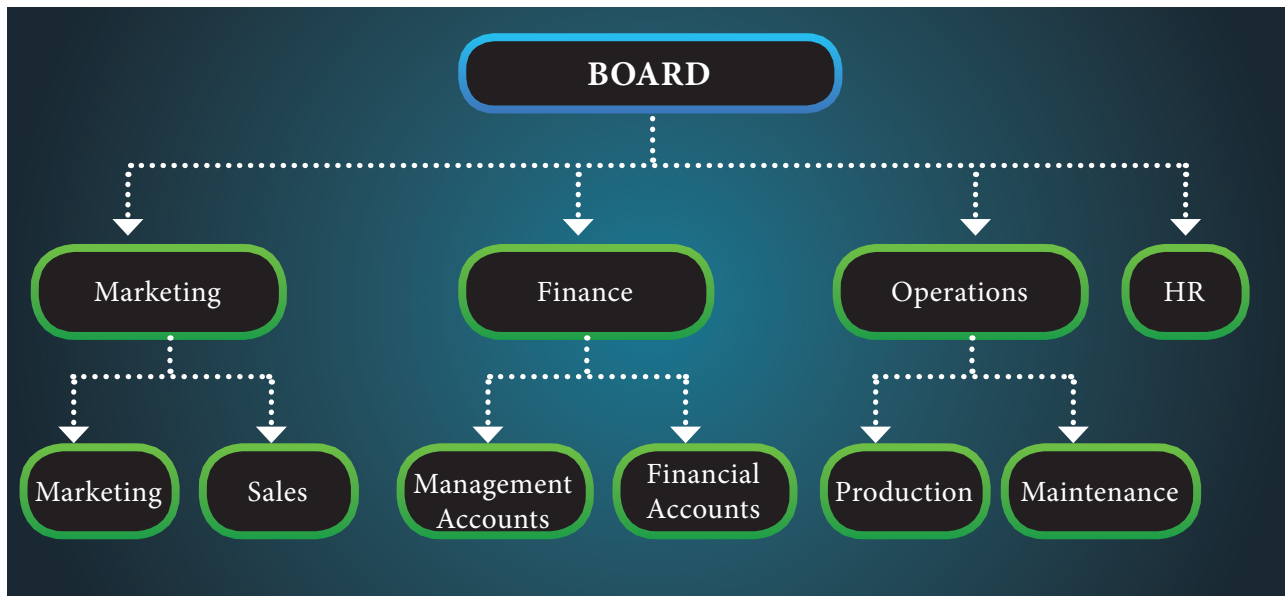 BOARD
Marketing
Finance
Operations
HR
Marketing
Sales
Management
Accounts
Financial
Accounts
Production
Maintenance